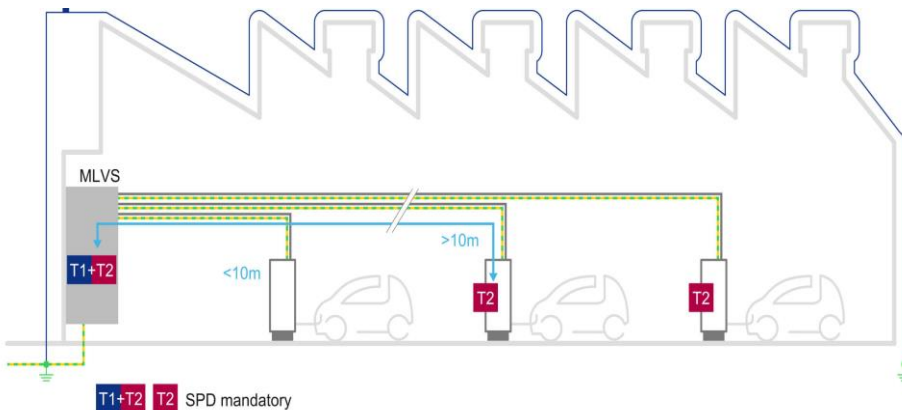 MLVS
>10m
<10m
T1+T2
T2
T2
T1+T2 T2 SPD mandatory